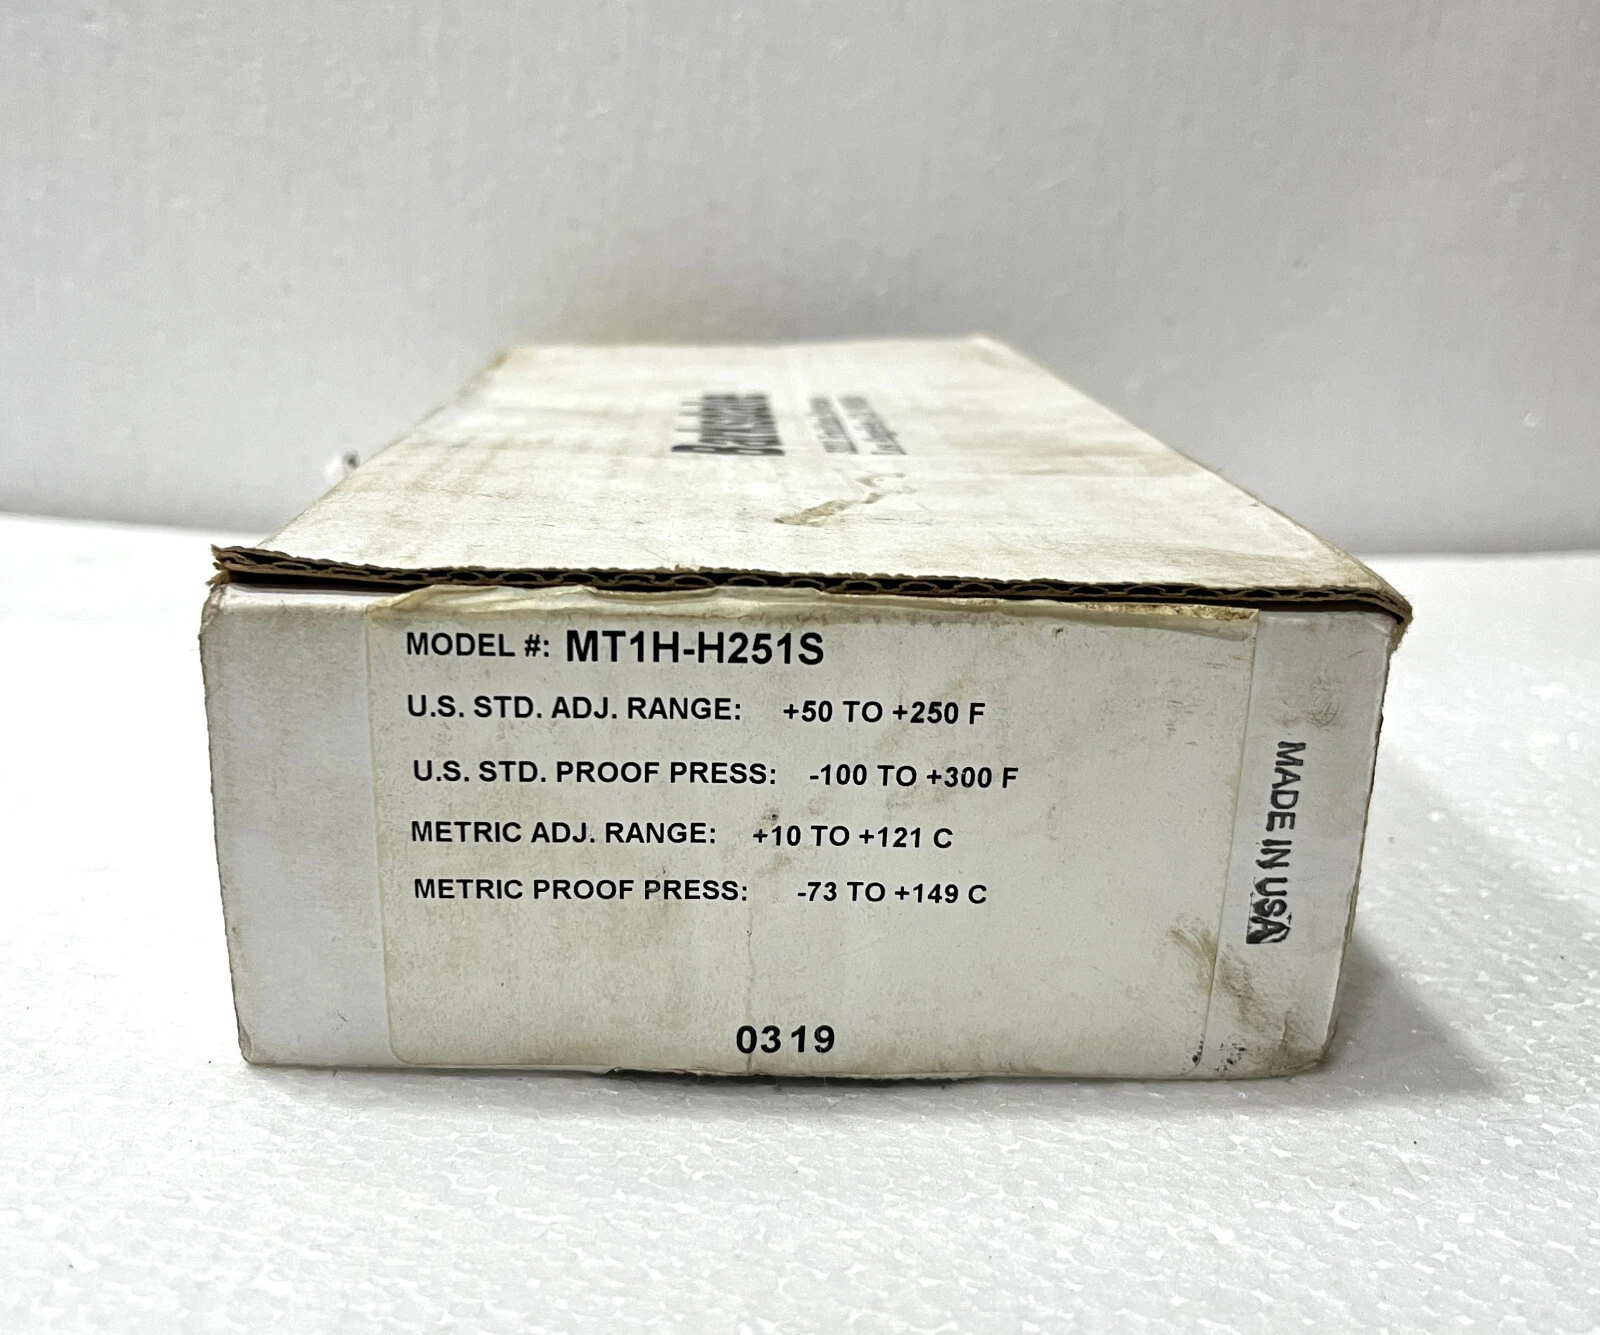 Barksdale
MODEL #: MT1H-H251S
U.S. STD. ADJ. RANGE: +50 TO +250 F
U.S. STD. PROOF PRESS: -100 TO +300 F
METRIC ADJ. RANGE: +10 TO +121 C
METRIC PROOF PRESS: -73 TO +149 C
0319
MADE IN USA